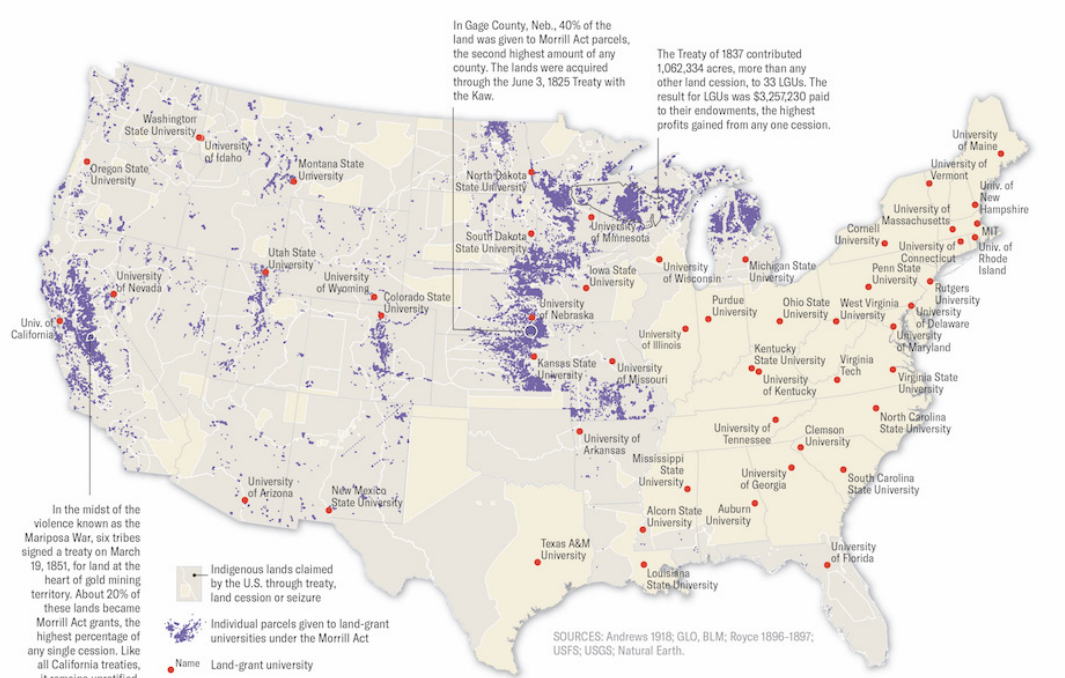 In Gage County, Neb., 40% of the
land was given to Morrill Act parcels,
the second highest amount of any
county. The lands were acquired
through the June 3, 1825 Treaty with
the Kaw.
The Treaty of 1837 contributed
1,062,334 acres, more than any
other land cession, to 33 LGUs. The
result for LGUs was $3,257,230 paid
to their endowments, the highest
profits gained from any one cession.
Washington
State University
University
of Idaho
Oregon State
University
Montana State
University
North Dakota
State University
South Dakota
State University
University
of Minnesota
Utah State
University
University
of Nevada
University
of Wyoming
Colorado State
University
Iowa State
University
University
of Nebraska
University of
Wisconsin
Michigan State
University
Univ. of
California
Kansas State
University
University
of Missouri
University
of Illinois
Purdue
University
Ohio State
University
West Virginia
University
Kentucky
State University
University
of Kentucky
Virginia
Tech
University
of Maine
University of
Vermont
Univ. of
New
Hampshire
University of
Massachusetts
MIT
Cornell
University
University of
Connecticut
Univ. of
Rhode
Island
Penn State
University
Rutgers
University
University
of Delaware
University
of Maryland
Virginia State
University
North Carolina
State University
University of
Tennessee
Clemson
University
University of
Arkansas
Mississippi
State
University
University
of Georgia
South Carolina
State University
Alcorn State
University
Auburn
University
University
of Arizona
New Mexico
State University
Texas A&M
University
Louisiana
State University
University
of Florida
In the midst of the
violence known as the
Mariposa War, six tribes
signed a treaty on March
19, 1851, for land at the
heart of gold mining
territory. About 20% of
these lands became
Morrill Act grants, the
highest percentage of
any single cession. Like
all California treaties,
it remains unratified.
Indigenous lands claimed
by the U.S. through treaty,
land cession or seizure
Individual parcels given to land-grant
universities under the Morrill Act
Name Land-grant university
SOURCES: Andrews 1918; GLO, BLM; Royce 1896-1897;
USFS; USGS; Natural Earth.